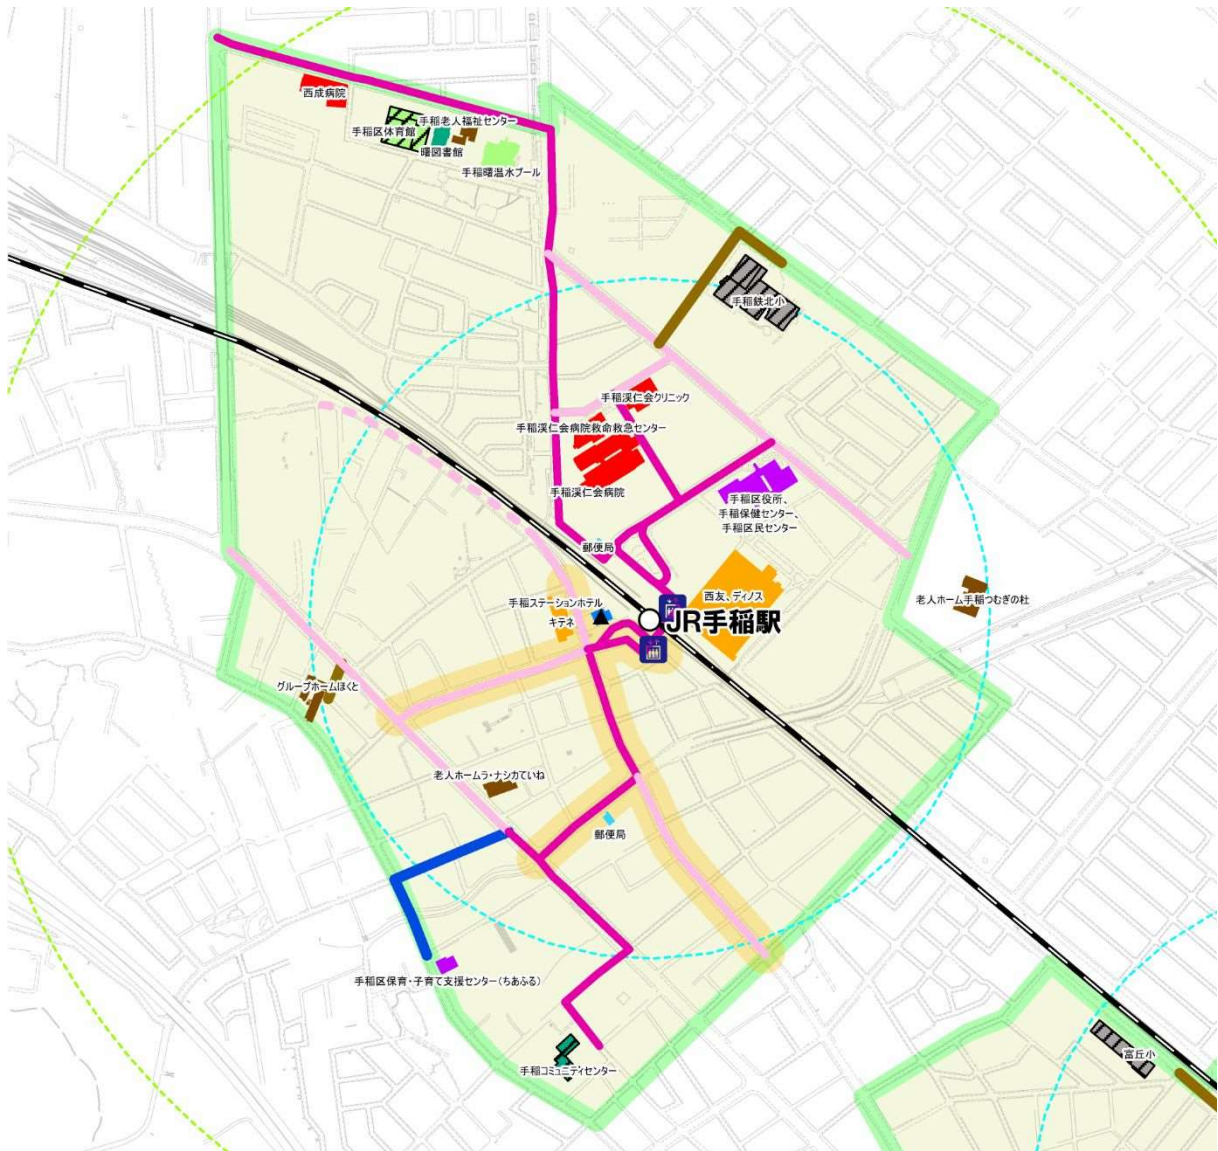 西成病院
手稲老人福祉センター
手稲区体育館
曙図書館
手稲曙温水プール
手稲鉄北小
手稲渓仁会クリニック
手稲渓仁会病院救命救急センター
手稲渓仁会病院
手稲区役所、
手稲保健センター、
手稲区民センター
郵便局
西友、ディノス
老人ホーム手稲つむぎの杜
手稲ステーションホテル
キテネ
JR手稲駅
グループホームほくと
老人ホームラ・ナシカていね
郵便局
手稲区保育・子育て支援センター(ちあふる)
富丘小
手稲コミュニティセンター